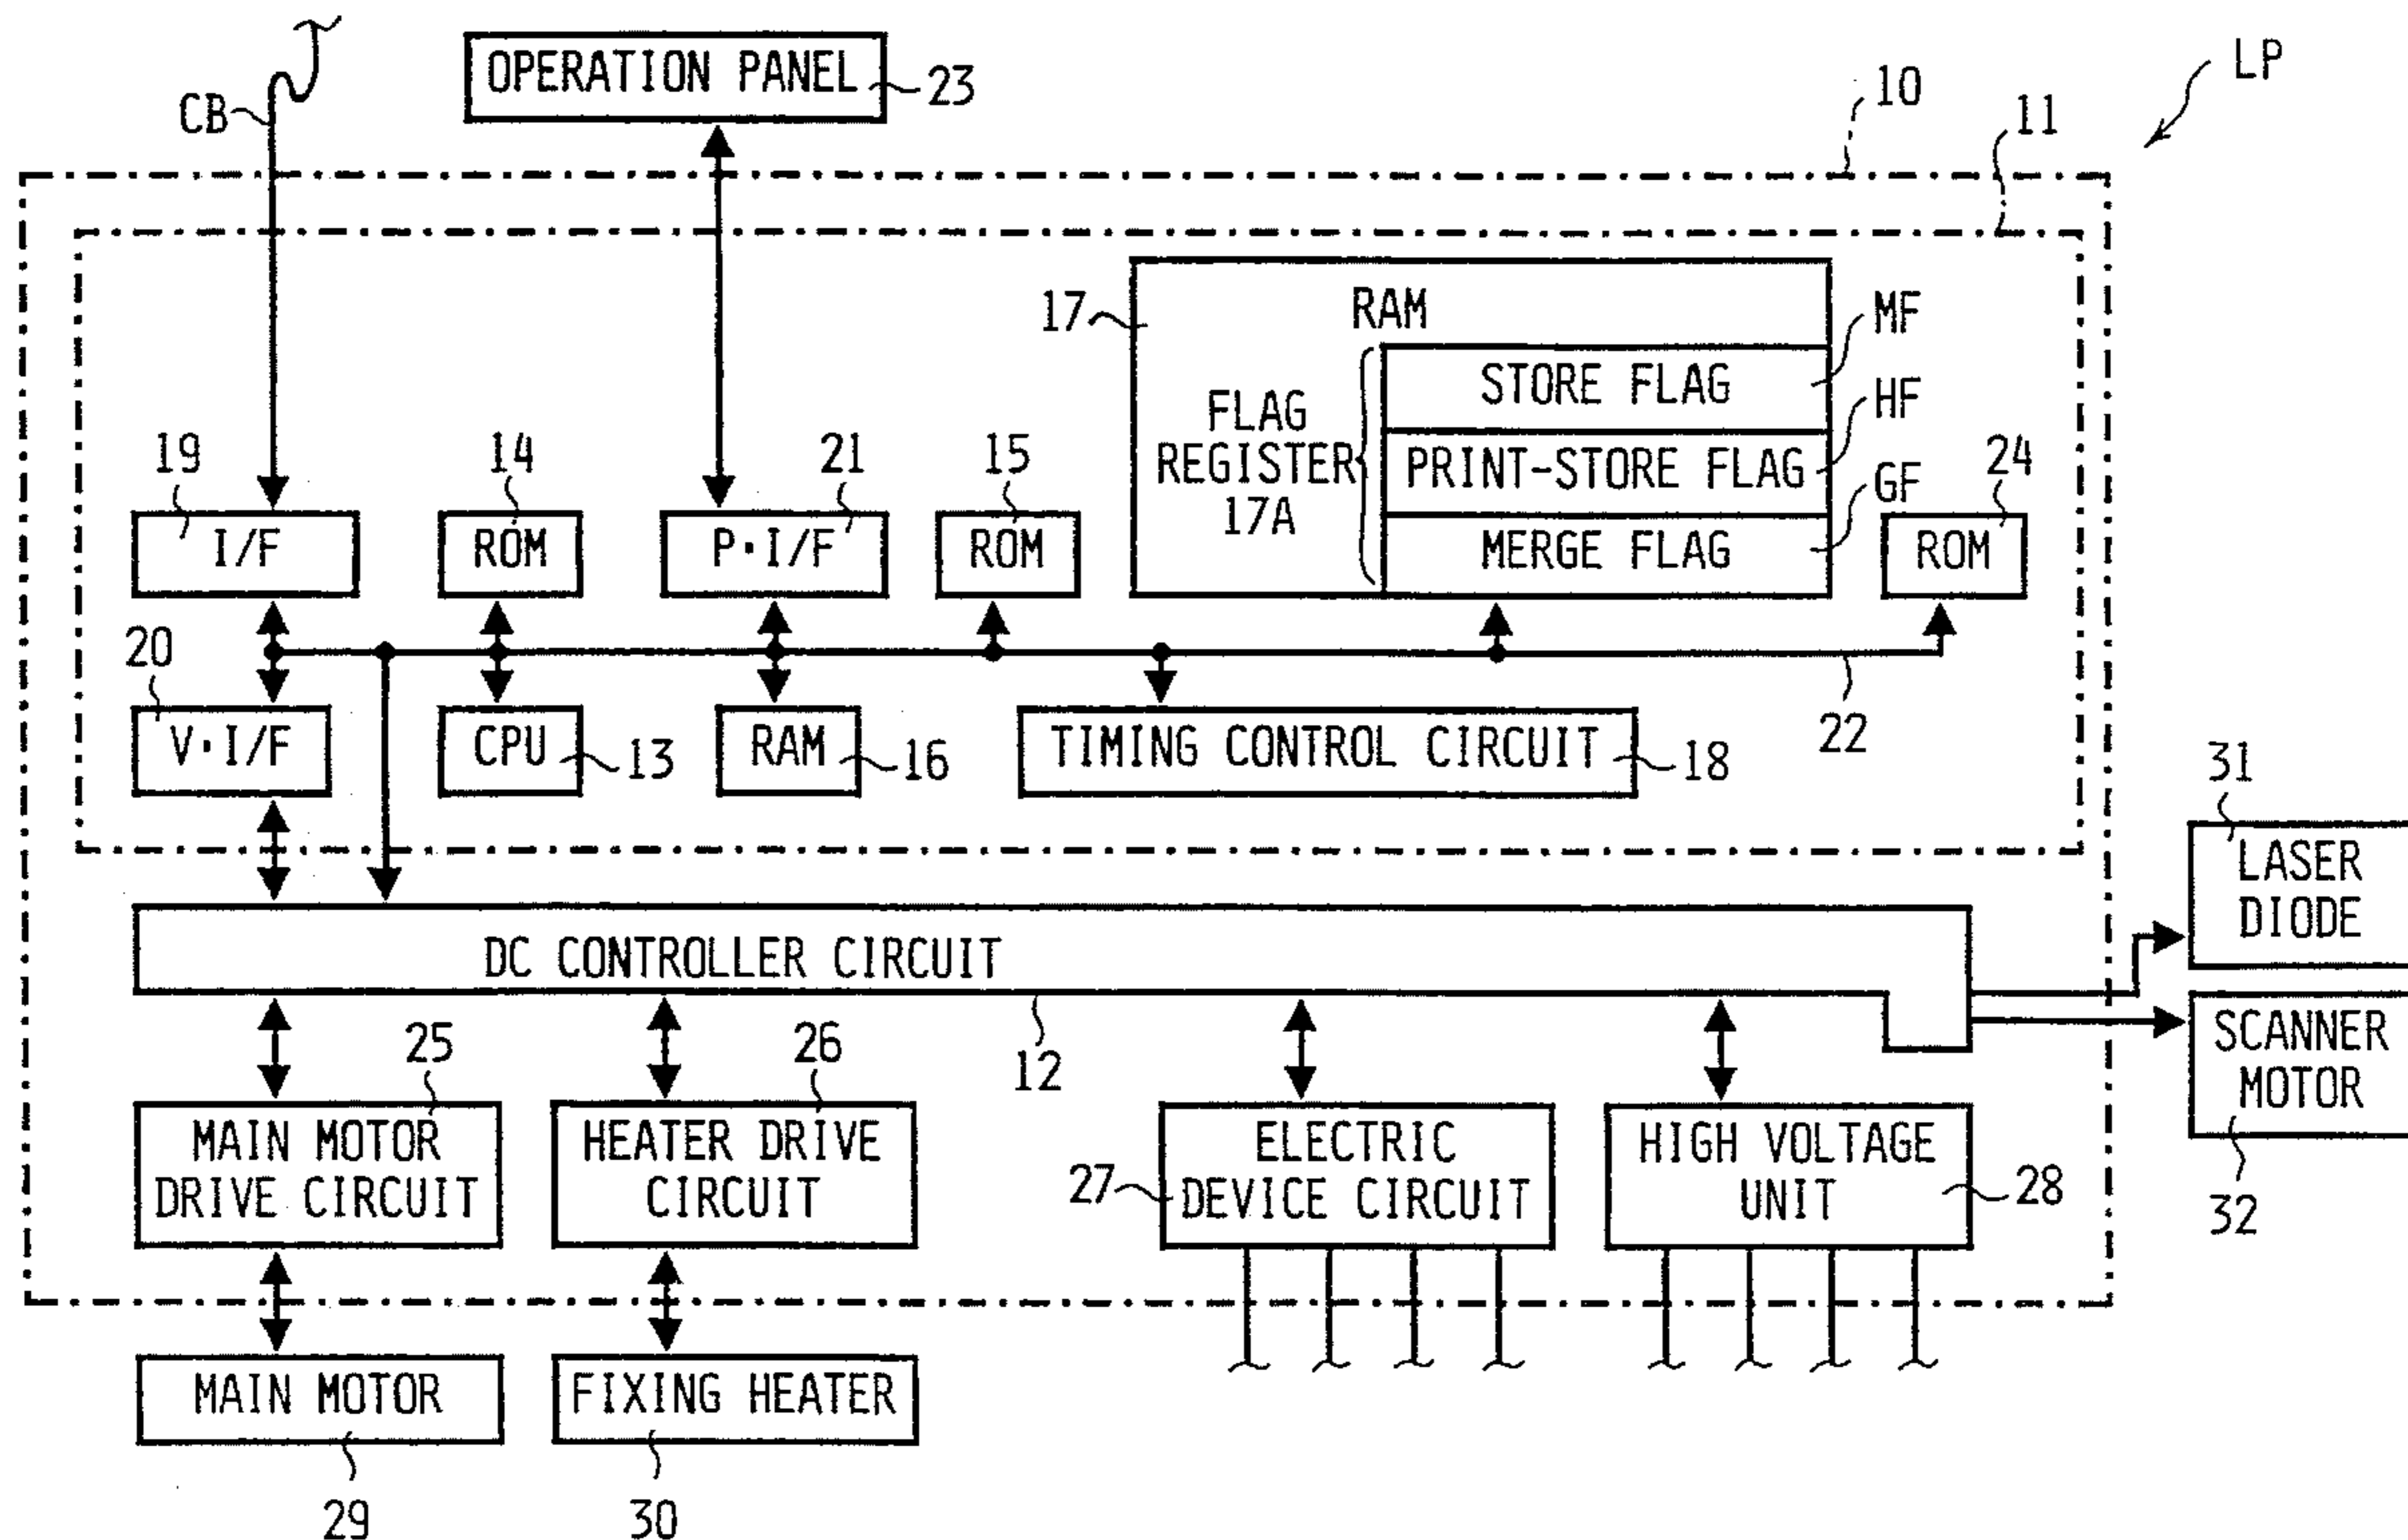 LP
10
11
CB
OPERATION PANEL
23
17
RAM
MF
STORE FLAG
HF
FLAG
REGISTER
17A
PRINT-STORE FLAG
GF
MERGE FLAG
19
I/F
14
ROM
21
P·I/F
15
ROM
24
ROM
20
V·I/F
CPU
13
RAM
16
TIMING CONTROL CIRCUIT
18
22
31
LASER
DIODE
DC CONTROLLER CIRCUIT
12
SCANNER
MOTOR
32
25
MAIN MOTOR
DRIVE CIRCUIT
26
HEATER DRIVE
CIRCUIT
27
ELECTRIC
DEVICE CIRCUIT
HIGH VOLTAGE
UNIT
28
MAIN MOTOR
29
FIXING HEATER
30